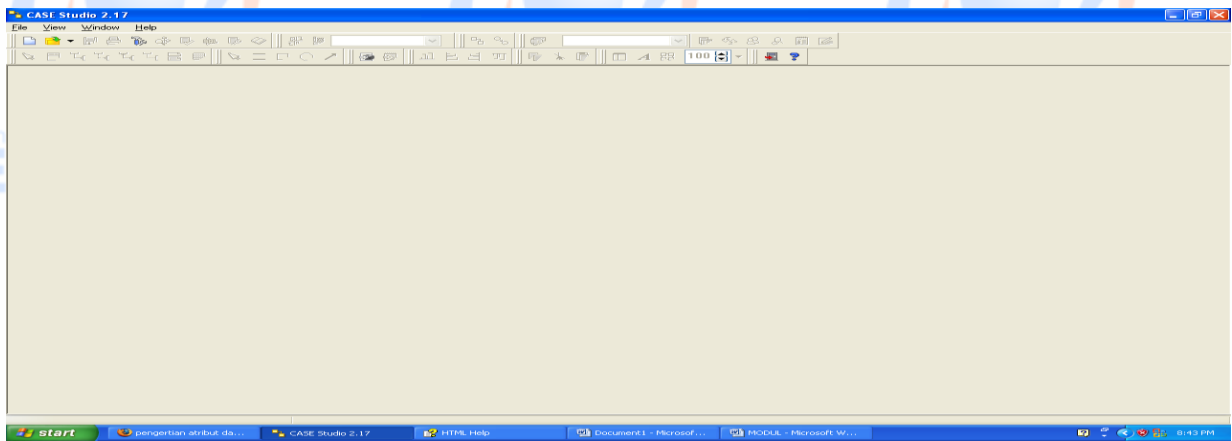 CASE Studio 2.17
File View Window Help
100
start pengertian atribut da... CASE Studio 2.17 HTML Help Document1 - Microsof... MODUL - Microsoft W... 8:43 PM